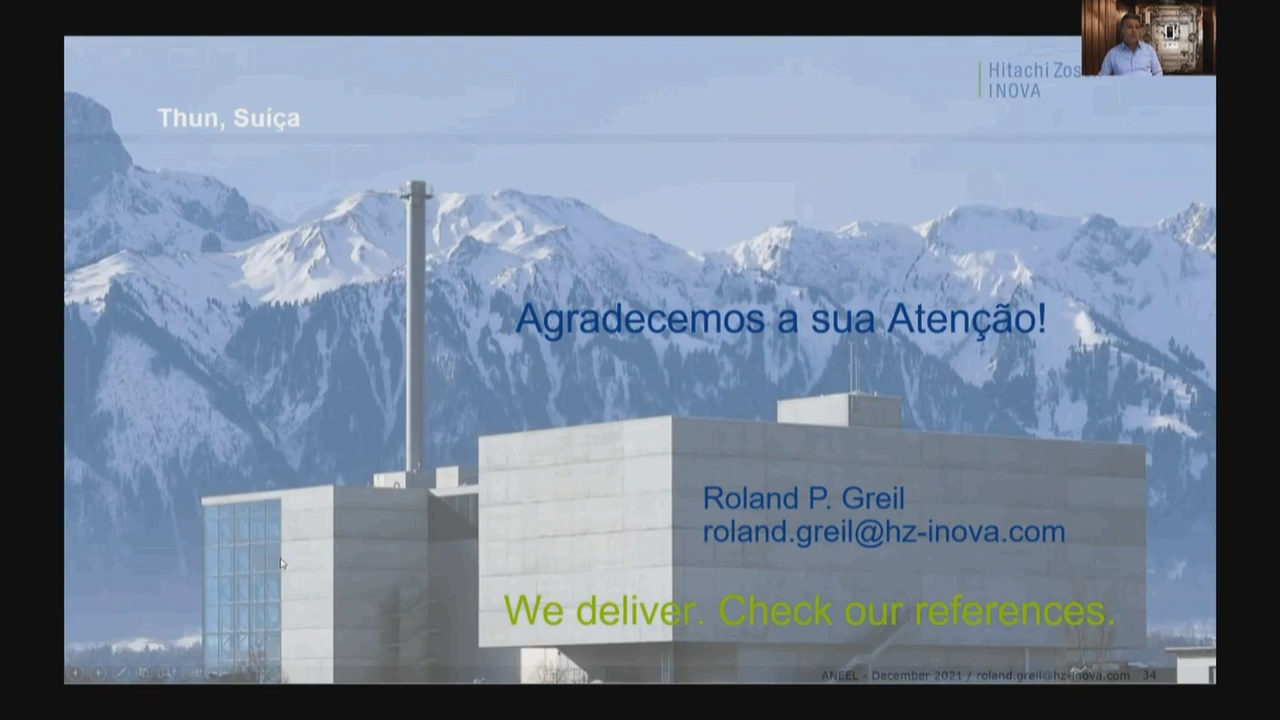 Hitachi Zos
INOVA
Thun, Suíça
Agradecemos a sua Atenção!
Roland P. Greil
roland.greil@hz-inova.com
We deliver. Check our references.
ANEEL - December 2021 / roland.greil@hz-inova.com 34